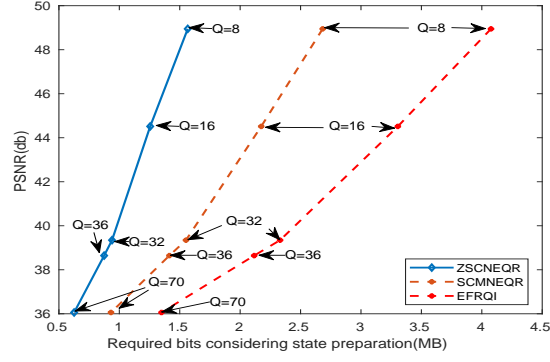 50
48
46
44
42
40
38
36
PSNR(db)
Q=8
Q=8
Q=16
Q=16
Q=36
Q=32
Q=32
Q=36
Q=36
Q=70
Q=70
Q=70
ZSCNEQR
SCMNEQR
EFRQI
0.5 1 1.5 2 2.5 3 3.5 4 4.5
Required bits considering state preparation(MB)